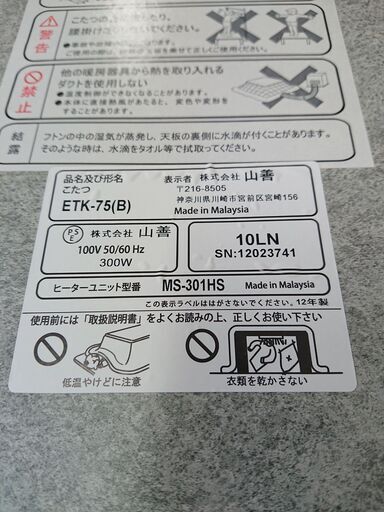 警告
こたつの上に乗ったり、
腰掛けてしないでください。
禁止
他の暖房器具から熱を取り入れる
ダクトを使用しない
●温度制御ができなくなることがあります。
●本体に直接熱風があたると、変色や変形を
することがあります。
結露
フトンの中の湿気が蒸発し、天板の裏側に水滴が付くことがあります。
そのような時は、水滴をタオル等で拭取ってください。
品名及び形名
こたつ
ETK-75(B)
表示者 株式会社 山善
〒216-8505
神奈川県川崎市宮前区宮崎156
Made in Malaysia
PSE 株式会社 山善
100V 50/60 Hz
300W
10LN
SN:12023741
ヒーターユニット型番 MS-301HS Made in Malaysia
この表示ラベルははがさないでください。12年製
使用前には「取扱説明書」をよくお読みの上、正しくお使い下さい
低温やけどに注意
衣類を乾かさない